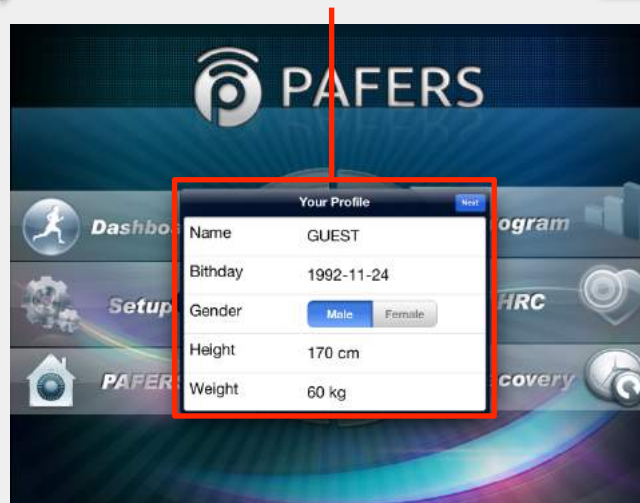 PAFERS
Your Profile
Next
Dashbo
Name
GUEST
ogram
Bithday
1992-11-24
Setup
Gender
Male
Female
HRC
Height
170 cm
PAFER
Weight
60 kg
covery